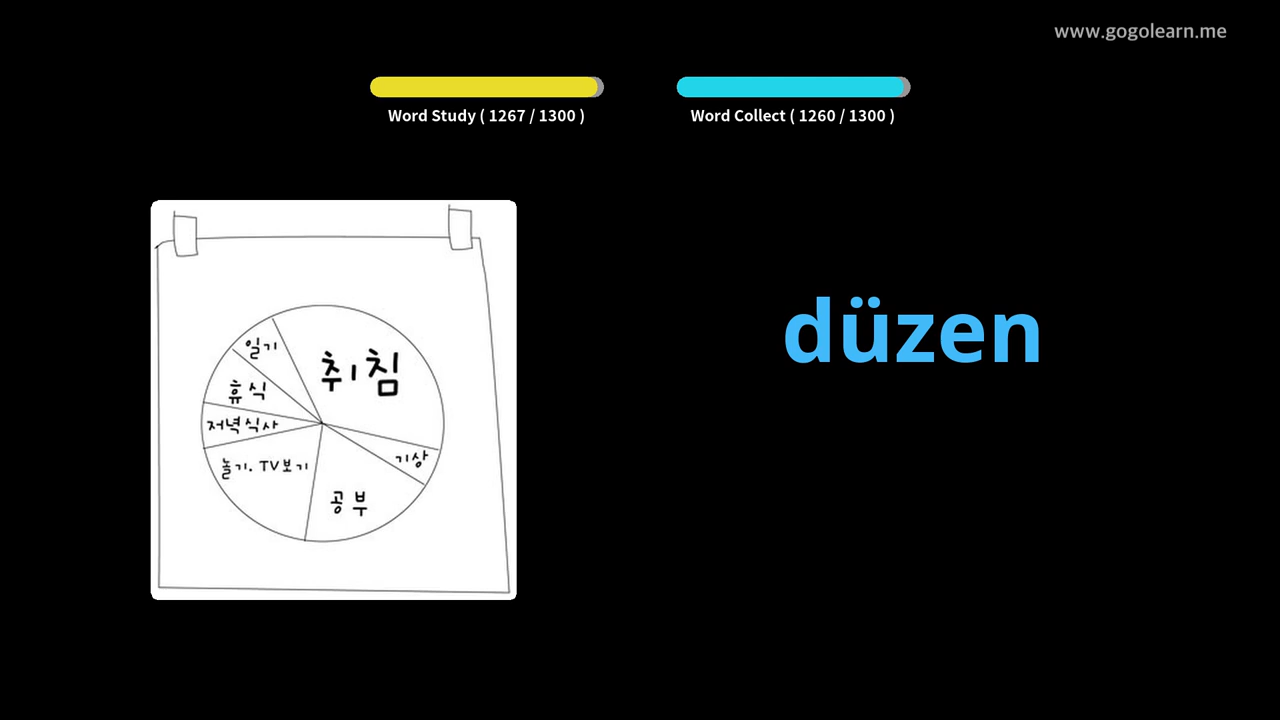 www.gogolearn.me
Word Study ( 1267 / 1300 )
Word Collect ( 1260 / 1300 )
일기
취침
휴식
저녁식사
놀기. TV보기
기상
공부
düzen